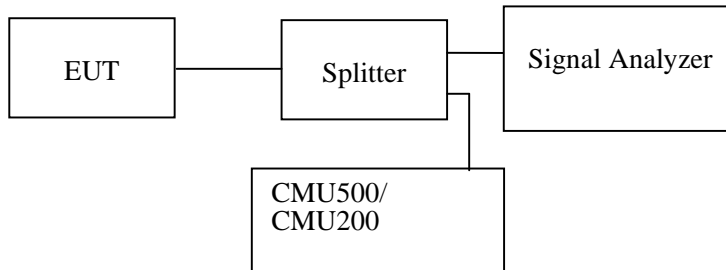 EUT
Splitter
Signal Analyzer
CMU500/
CMU200